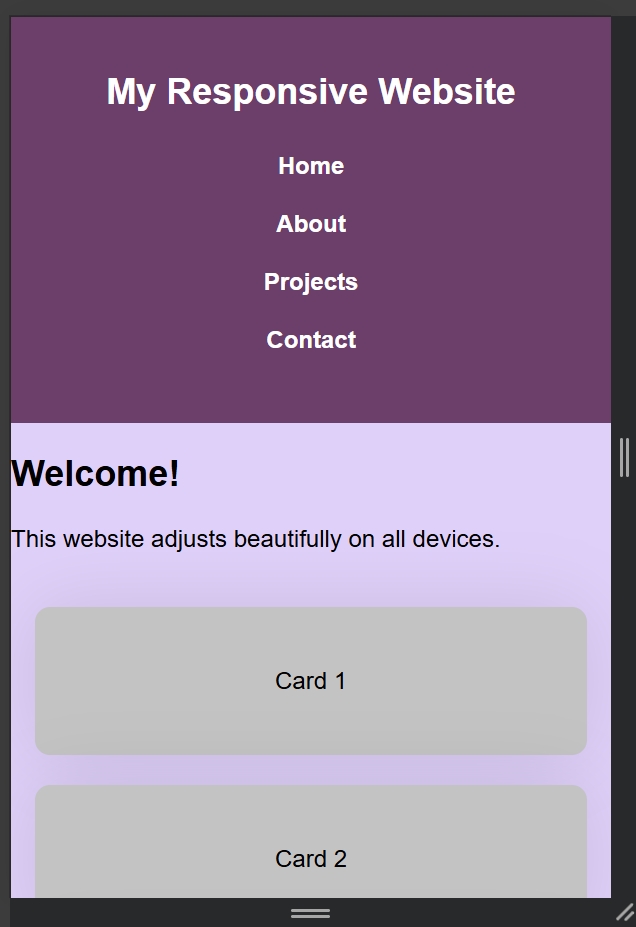 My Responsive Website
Home
About
Projects
Contact
Welcome!
This website adjusts beautifully on all devices.
Card 1
Card 2